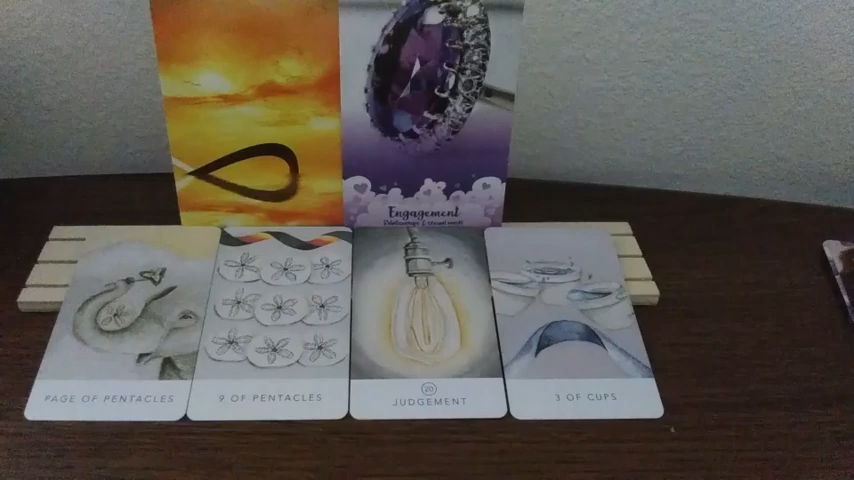 Engagement
PAGE OF PENTACLES
9 OF PENTACLES
20
JUDGEMENT
3 OF CUPS